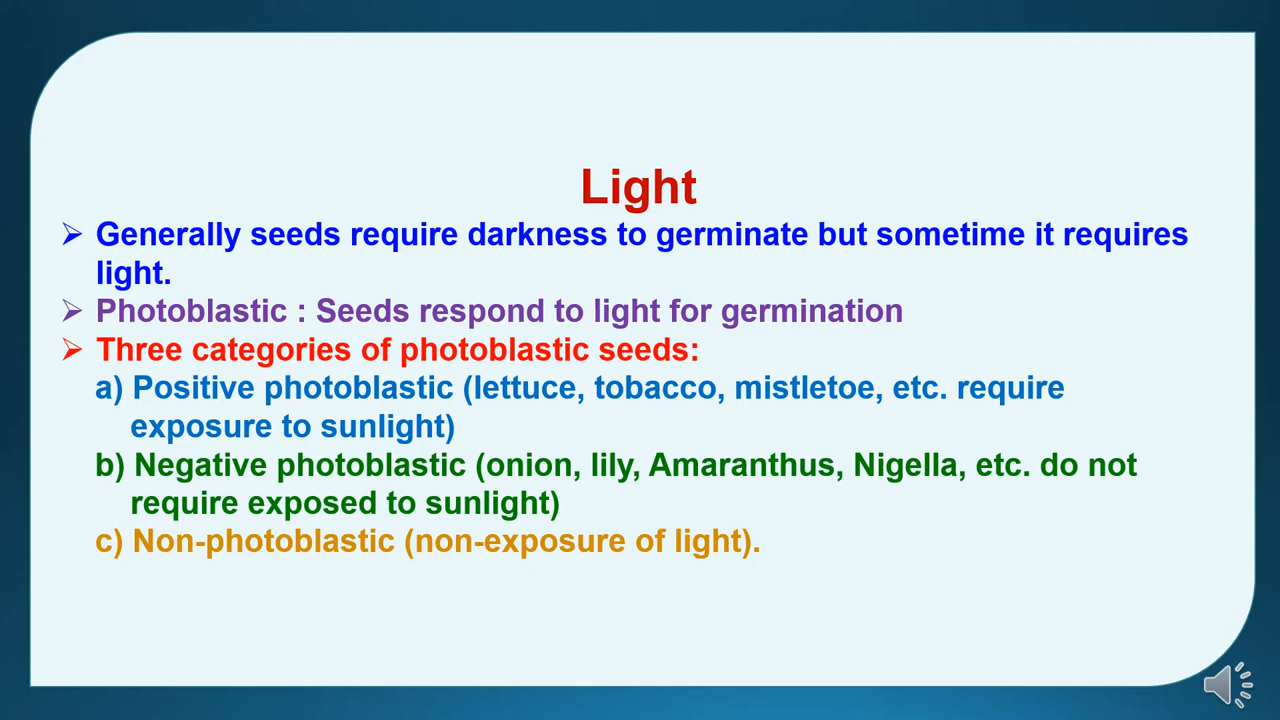 Light
➢ Generally seeds require darkness to germinate but sometime it requires
light.
➢ Photoblastic : Seeds respond to light for germination
➢ Three categories of photoblastic seeds:
a) Positive photoblastic (lettuce, tobacco, mistletoe, etc. require
exposure to sunlight)
b) Negative photoblastic (onion, lily, Amaranthus, Nigella, etc. do not
require exposed to sunlight)
c) Non-photoblastic (non-exposure of light).